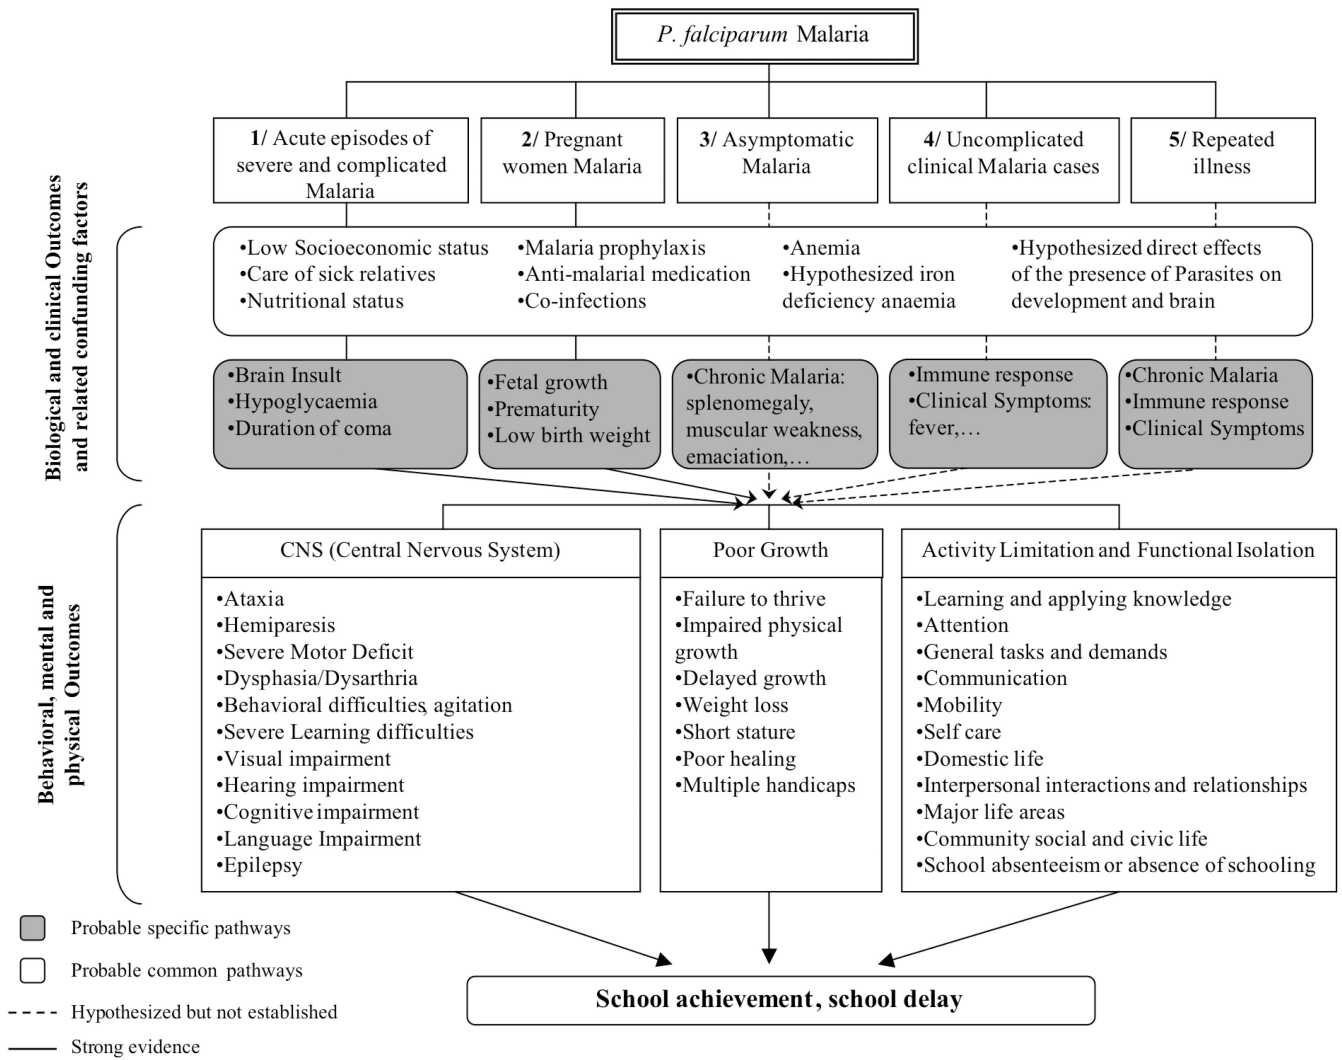 P. falciparum Malaria
1/ Acute episodes of
severe and complicated
Malaria
2/ Pregnant
women Malaria
3/ Asymptomatic
Malaria
4/ Uncomplicated
clinical Malaria cases
5/ Repeated
illness
Biological and clinical Outcomes
and related confunding factors
•Low Socioeconomic status
•Care of sick relatives
•Nutritional status
•Malaria prophylaxis
•Anti-malarial medication
•Co-infections
•Anemia
•Hypothesized iron
deficiency anaemia
•Hypothesized direct effects
of the presence of Parasites on
development and brain
•Brain Insult
•Hypoglycaemia
•Duration of coma
•Fetal growth
•Prematurity
•Low birth weight
•Chronic Malaria:
splenomegaly,
muscular weakness,
emaciation,…
•Immune response
•Clinical Symptoms:
fever,…
•Chronic Malaria
•Immune response
•Clinical Symptoms
Behavioral, mental and
physical Outcomes
CNS (Central Nervous System)
•Ataxia
•Hemiparesis
•Severe Motor Deficit
•Dysphasia/Dysarthria
•Behavioral difficulties, agitation
•Severe Learning difficulties
•Visual impairment
•Hearing impairment
•Cognitive impairment
•Language Impairment
•Epilepsy
Poor Growth
•Failure to thrive
•Impaired physical
growth
•Delayed growth
•Weight loss
•Short stature
•Poor healing
•Multiple handicaps
Activity Limitation and Functional Isolation
•Learning and applying knowledge
•Attention
•General tasks and demands
•Communication
•Mobility
•Self care
•Domestic life
•Interpersonal interactions and relationships
•Major life areas
•Community social and civic life
•School absenteeism or absence of schooling
Probable specific pathways
Probable common pathways
Hypothesized but not established
Strong evidence
School achievement, school delay